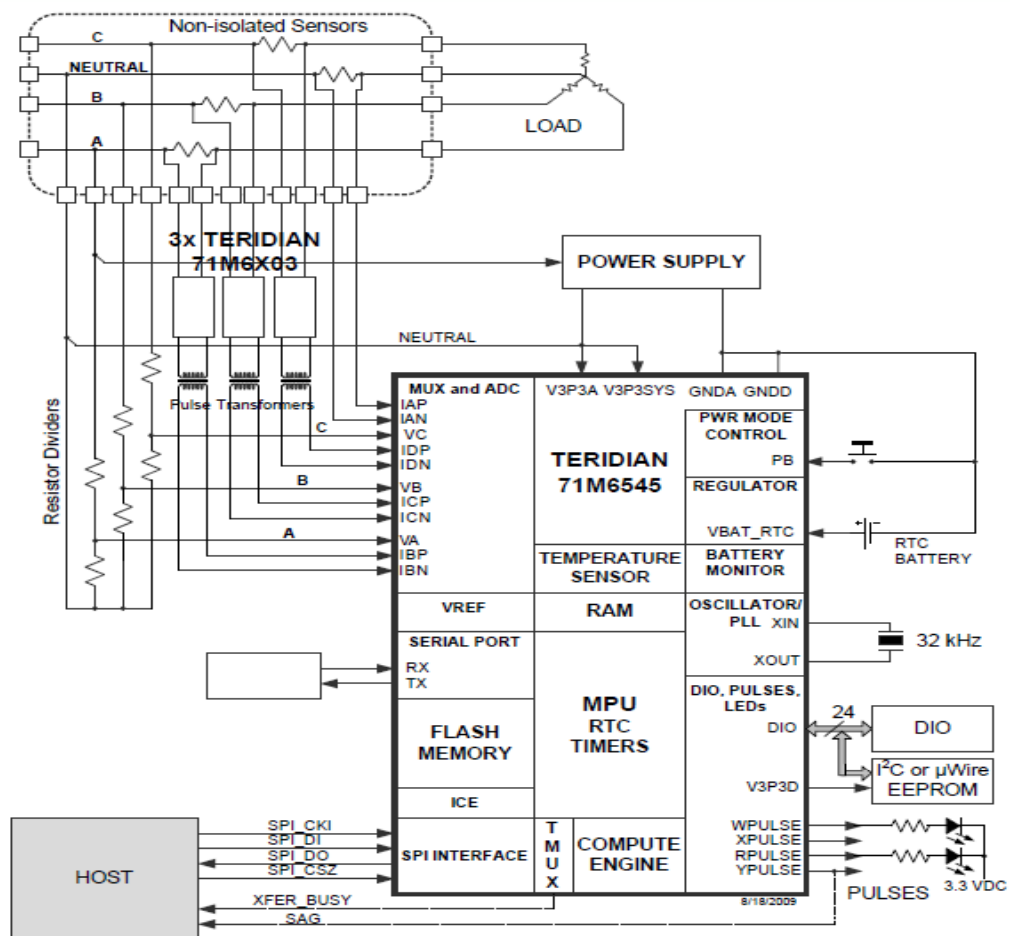 Non-isolated Sensors
C
NEUTRAL
B
A
LOAD
3x TERIDIAN
71M6X03
POWER SUPPLY
NEUTRAL
Resistor Dividers
Pulse Transformers
MUX and ADC
IAP
IAN
VC
IDP
IDN
VB
ICP
ICN
VA
IBP
IBN
C
B
A
V3P3A V3P3SYS
GNDA GNDD
TERIDIAN
71M6545
PWR MODE
CONTROL
PB
REGULATOR
VBAT_RTC
RTC
BATTERY
TEMPERATURE
SENSOR
BATTERY
MONITOR
VREF
RAM
OSCILLATOR/
PLL
XIN
XOUT
32 kHz
SERIAL PORT
RX
TX
MPU
RTC
TIMERS
DIO, PULSES,
LEDs
DIO
24
DIO
FLASH
MEMORY
V3P3D
I²C or µWire
EEPROM
ICE
SPI INTERFACE
TMUX
COMPUTE
ENGINE
WPULSE
XPULSE
RPULSE
YPULSE
PULSES
3.3 VDC
8/18/2009
HOST
SPI_CKI
SPI_DI
SPI_DO
SPI_CSZ
XFER_BUSY
SAG